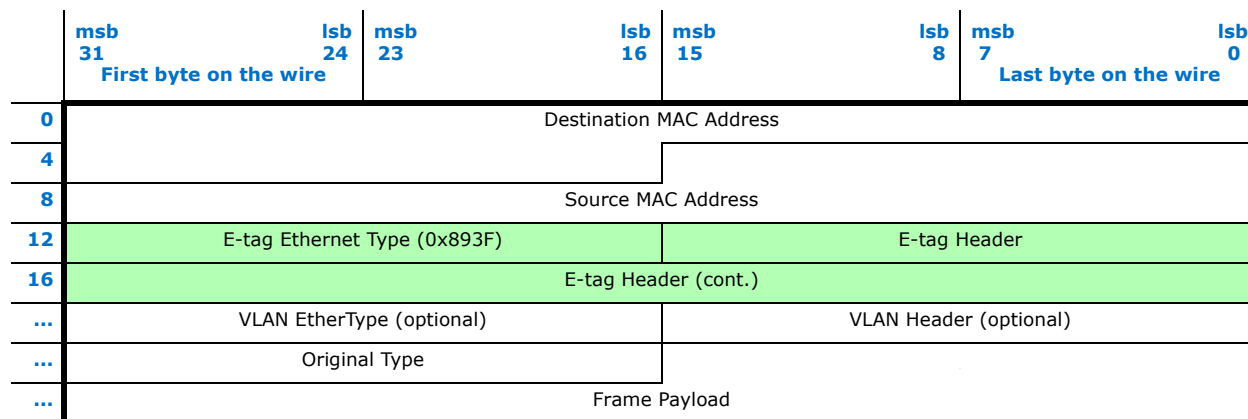 msb lsb msb lsb msb lsb msb lsb
31 24 23 16 15 8 7 0
First byte on the wire Last byte on the wire
0 Destination MAC Address
4
8 Source MAC Address
12 E-tag Ethernet Type (0x893F) E-tag Header
16 E-tag Header (cont.)
... VLAN EtherType (optional) VLAN Header (optional)
... Original Type
... Frame Payload